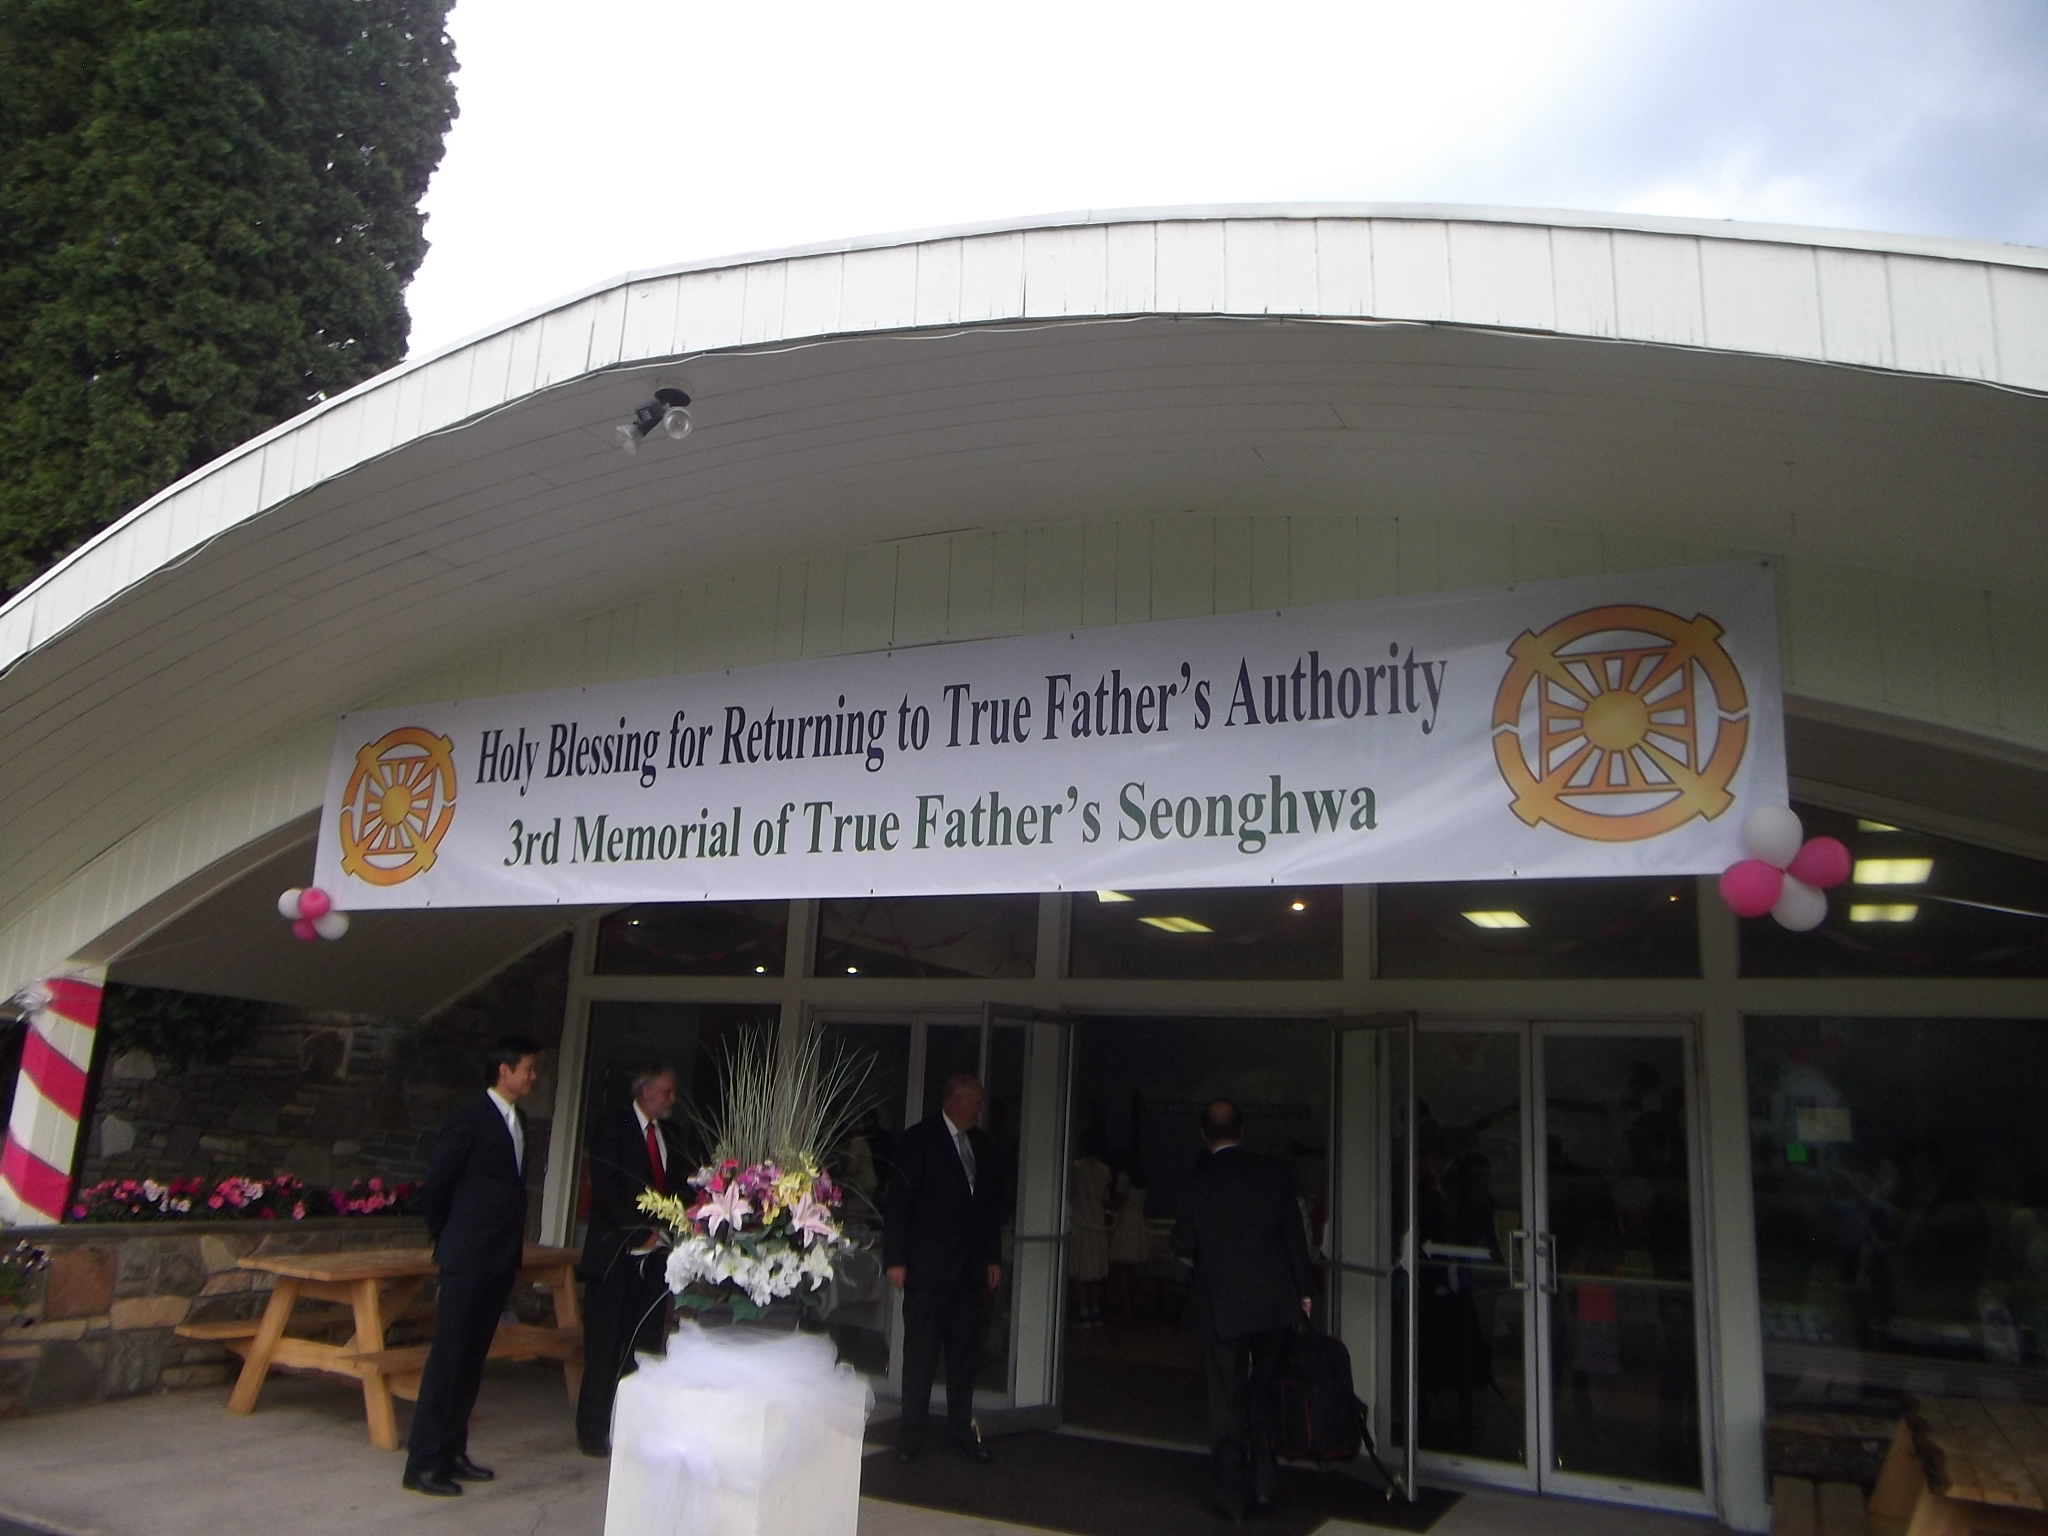 Holy Blessing for Returning to True Father's Authority
3rd Memorial of True Father's Seonghwa